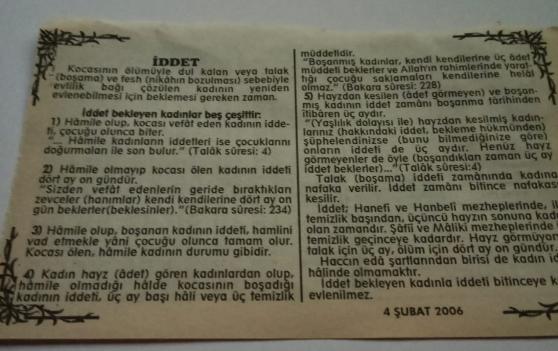 İDDET
Kocasının ölümüyle dul kalan veya talak
(boşama) ve fesh (nikâhın bozulması) sebebiyle
evlilik bağı çözülen kadının yeniden
evlenebilmesi için beklemesi gereken zaman.
İddet bekleyen kadınlar beş çeşittir:
1) Hâmile olup, kocası vefât eden kadının idde-
ti, çocuğu olunca biter.
"... Hâmile kadınların iddetleri ise çocuklarını
doğurmaları ile son bulur." (Talâk sûresi: 4)
2) Hâmile olmayıp kocası ölen kadının iddeti
dört ay on gündür.
"Sizden vefât edenlerin geride bıraktıkları
zevceler (hanımlar) kendi kendilerine dört ay on
gün beklerler(beklesinler)."(Bakara sûresi: 234)
3) Hâmile olup, boşanan kadının iddeti, hamlini
vad etmekle yâni çocuğu olunca tamam olur.
Kocası ölen, hâmile kadının durumu gibidir.
4) Kadın hayz (âdet) gören kadınlardan olup,
hâmile olmadığı hâlde kocasının boşadığı
kadının iddeti, üç ay başı hâli veya üç temizlik
müddetidir.
"Boşanmış kadınlar, kendi kendilerine üç âdet
müddeti beklerler ve Allah'ın rahimlerinde yarat-
tığı çocuğu saklamaları kendilerine helâl
olmaz." (Bakara sûresi: 228)
5) Hayzdan kesilen (âdet görmeyen) ve boşan-
mış kadının iddet zamânı boşanma târihinden
itibâren üç aydır.
"(Yaşlılık dolayısı ile) hayzdan kesilmiş kadın-
larınız (hakkındaki iddet, bekleme hükmünden)
şüphelendinizse (bunu bilmediğinize göre)
onların iddeti de üç aydır. Henüz hayz
görmeyenler de öyle (boşandıkları zaman üç ay
iddet beklerler)..."(Talâk sûresi:4)
Talak (boşama) iddeti zamânında kadına
nafaka verilir. İddet zamânı bitince nafakası
kesilir.
İddet; Hanefî ve Hanbelî mezheplerinde,
temizlik başından, üçüncü hayzın sonuna kadar
olan zamandır. Şâfiî ve Mâlikî mezheplerinde
temizlik geçinceye kadardır. Hayz görmüyor
talak için üç ay, ölüm için dört ay on gündür.
Haccın edâ şartlarından birisi de kadın
hâlinde olmamaktır.
İddet bekleyen kadınla iddeti bitinceye
evlenilmez.
4 ŞUBAT 2006